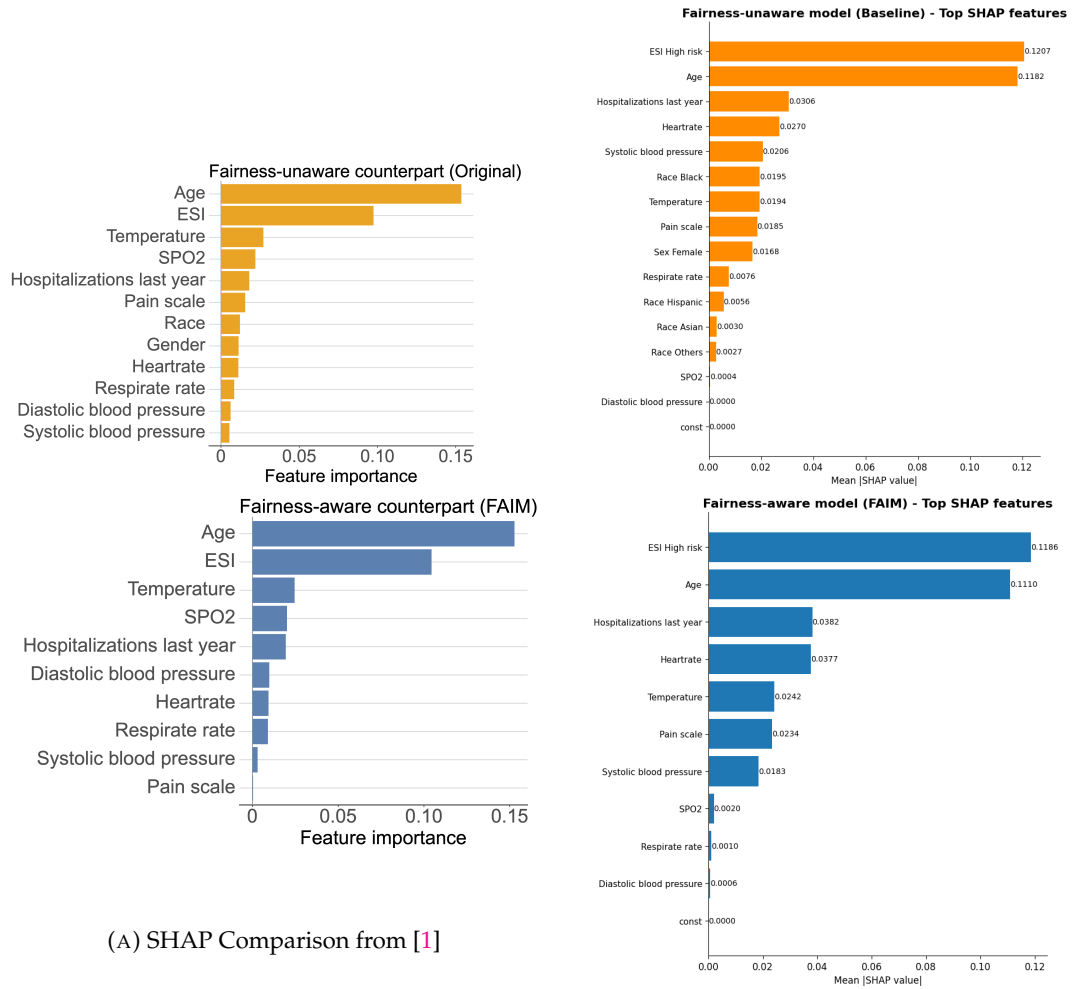 Fairness-unaware counterpart (Original)
Age
ESI
Temperature
SPO2
Hospitalizations last year
Pain scale
Race
Gender
Heartrate
Respirate rate
Diastolic blood pressure
Systolic blood pressure
0 0.05 0.10 0.15
Feature importance
Fairness-aware counterpart (FAIM)
Age
ESI
Temperature
SPO2
Hospitalizations last year
Diastolic blood pressure
Heartrate
Respirate rate
Systolic blood pressure
Pain scale
0 0.05 0.10 0.15
Feature importance
(A) SHAP Comparison from [1]
Fairness-unaware model (Baseline) - Top SHAP features
ESI High risk 0.1207
Age 0.1182
Hospitalizations last year 0.0306
Heartrate 0.0270
Systolic blood pressure 0.0206
Race Black 0.0195
Temperature 0.0194
Pain scale 0.0185
Sex Female 0.0168
Respirate rate 0.0076
Race Hispanic 0.0056
Race Asian 0.0030
Race Others 0.0027
SPO2 0.0004
Diastolic blood pressure 0.0000
const 0.0000
0.00 0.02 0.04 0.06 0.08 0.10 0.12
Mean |SHAP value|
Fairness-aware model (FAIM) - Top SHAP features
ESI High risk 0.1186
Age 0.1110
Hospitalizations last year 0.0382
Heartrate 0.0377
Temperature 0.0242
Pain scale 0.0234
Systolic blood pressure 0.0183
SPO2 0.0020
Respirate rate 0.0010
Diastolic blood pressure 0.0006
const 0.0000
0.00 0.02 0.04 0.06 0.08 0.10 0.12
Mean |SHAP value|